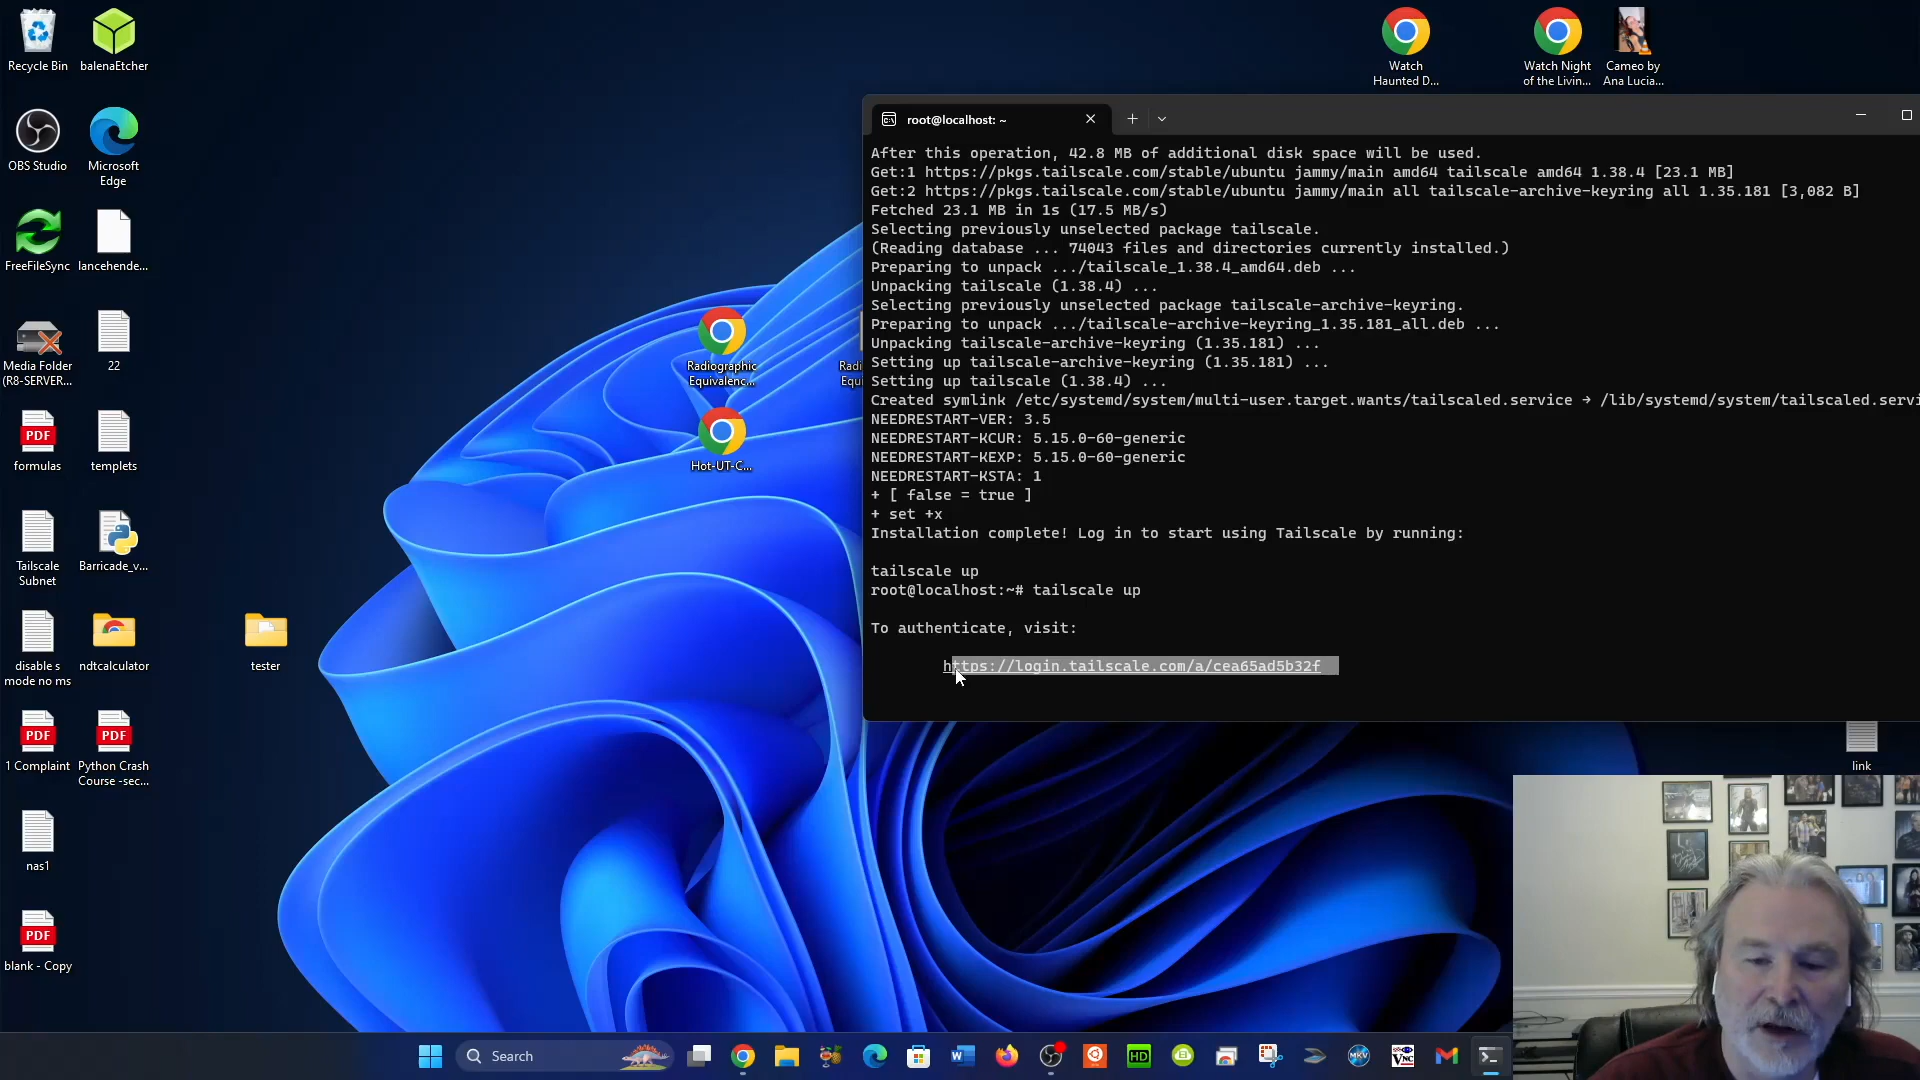 Recycle Bin
balenaEtcher
OBS Studio
Microsoft
Edge
FreeFileSync
lancehende...
Media Folder
(R8-SERVER...
22
PDF
formulas
templets
Tailscale
Subnet
Barricade_v...
disable s
mode no ms
ndtcalculator
tester
PDF
1 Complaint
PDF
Python Crash
Course -sec...
nas1
PDF
blank - Copy
Radiographic
Equivalenc...
Radi
Equi
Hot-UT-C...
Watch
Haunted D...
Watch Night
of the Livin...
Cameo by
Ana Lucia...
root@localhost: ~
After this operation, 42.8 MB of additional disk space will be used.
Get:1 https://pkgs.tailscale.com/stable/ubuntu jammy/main amd64 tailscale amd64 1.38.4 [23.1 MB]
Get:2 https://pkgs.tailscale.com/stable/ubuntu jammy/main all tailscale-archive-keyring all 1.35.181 [3,082 B]
Fetched 23.1 MB in 1s (17.5 MB/s)
Selecting previously unselected package tailscale.
(Reading database ... 74043 files and directories currently installed.)
Preparing to unpack .../tailscale_1.38.4_amd64.deb ...
Unpacking tailscale (1.38.4) ...
Selecting previously unselected package tailscale-archive-keyring.
Preparing to unpack .../tailscale-archive-keyring_1.35.181_all.deb ...
Unpacking tailscale-archive-keyring (1.35.181) ...
Setting up tailscale-archive-keyring (1.35.181) ...
Setting up tailscale (1.38.4) ...
Created symlink /etc/systemd/system/multi-user.target.wants/tailscaled.service → /lib/systemd/system/tailscaled.servi
NEEDRESTART-VER: 3.5
NEEDRESTART-KCUR: 5.15.0-60-generic
NEEDRESTART-KEXP: 5.15.0-60-generic
NEEDRESTART-KSTA: 1
+ [ false = true ]
+ set +x
Installation complete! Log in to start using Tailscale by running:
tailscale up
root@localhost:~# tailscale up
To authenticate, visit:
https://login.tailscale.com/a/cea65ad5b32f
link
Search
HD
MKV
VNC